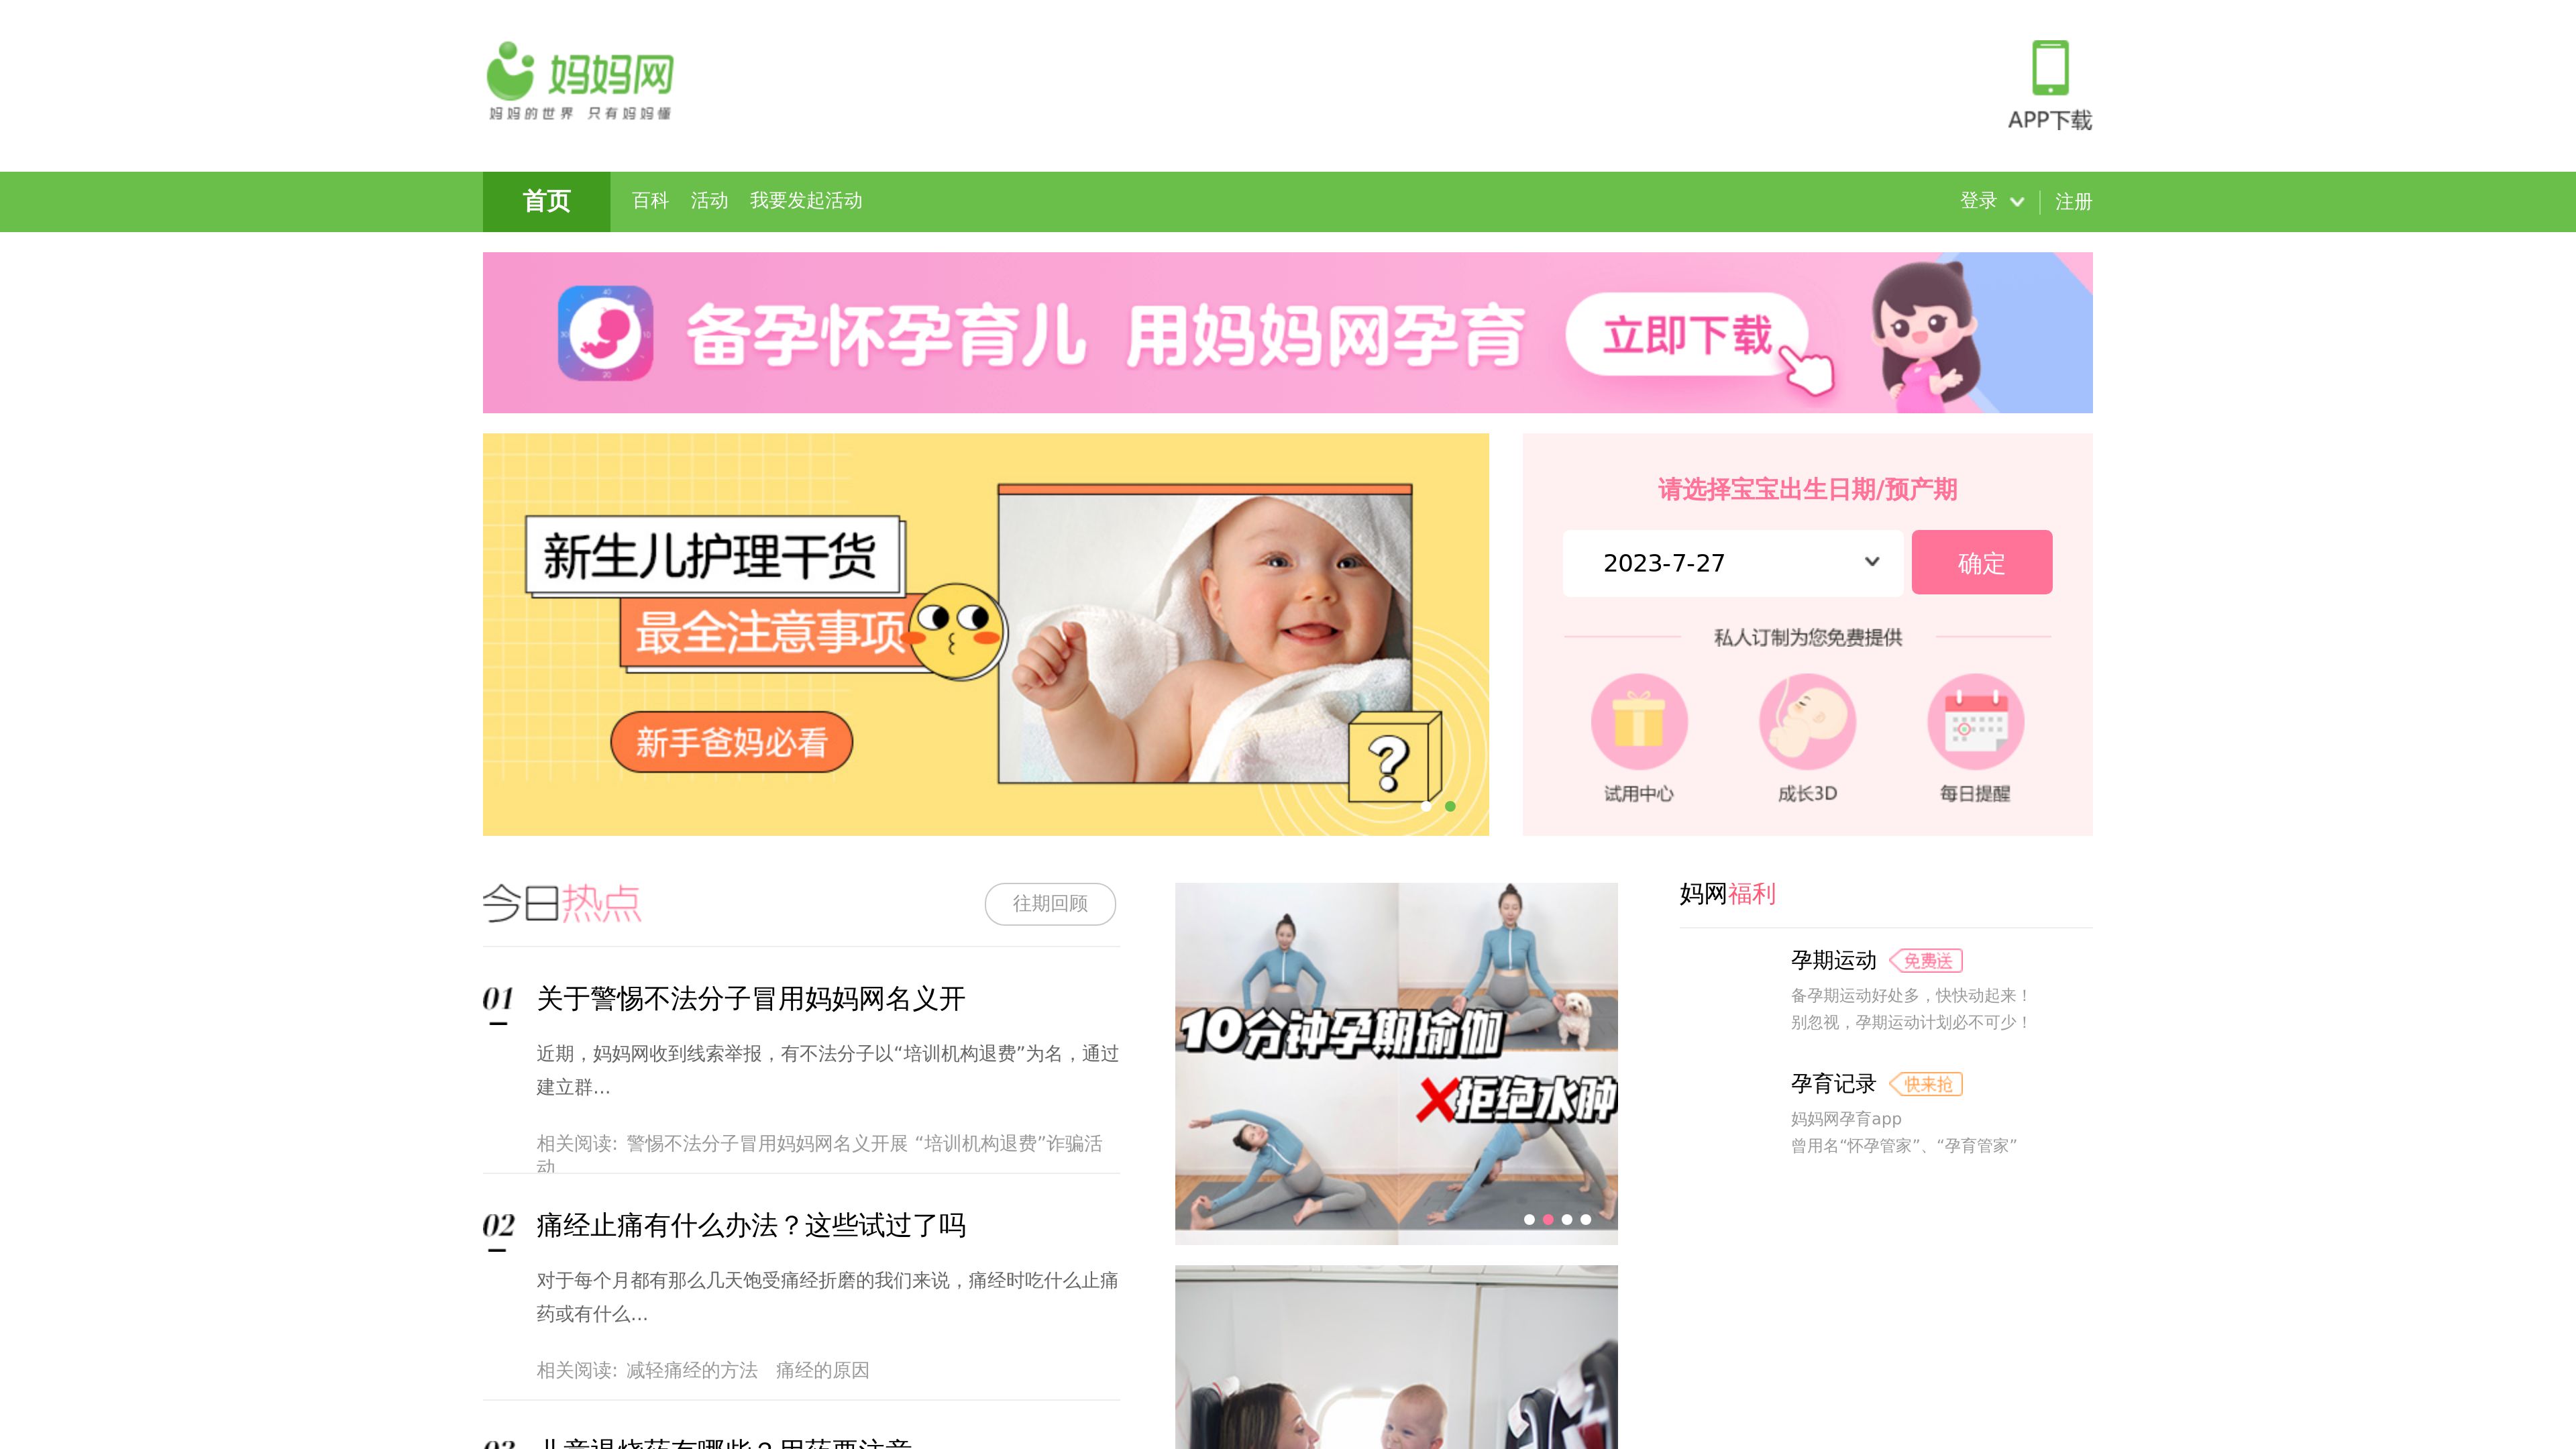 妈妈网
妈妈的世界 只有妈妈懂
APP下载
首页 百科 活动 我要发起活动 登录 注册
备孕怀孕育儿 用妈妈网孕育 立即下载
新生儿护理干货
最全注意事项
新手爸妈必看
?
请选择宝宝出生日期/预产期
2023-7-27 确定
私人订制为您免费提供
试用中心 成长3D 每日提醒
今日热点 往期回顾
01 关于警惕不法分子冒用妈妈网名义开
近期，妈妈网收到线索举报，有不法分子以“培训机构退费”为名，通过
建立群...
相关阅读: 警惕不法分子冒用妈妈网名义开展 “培训机构退费”诈骗活
动
02 痛经止痛有什么办法？这些试过了吗
对于每个月都有那么几天饱受痛经折磨的我们来说，痛经时吃什么止痛
药或有什么...
相关阅读: 减轻痛经的方法 痛经的原因
10分钟孕期瑜伽
拒绝水肿
妈网福利
孕期运动 免费送
备孕期运动好处多，快快动起来！
别忽视，孕期运动计划必不可少！
孕育记录 快来抢
妈妈网孕育app
曾用名“怀孕管家”、“孕育管家”